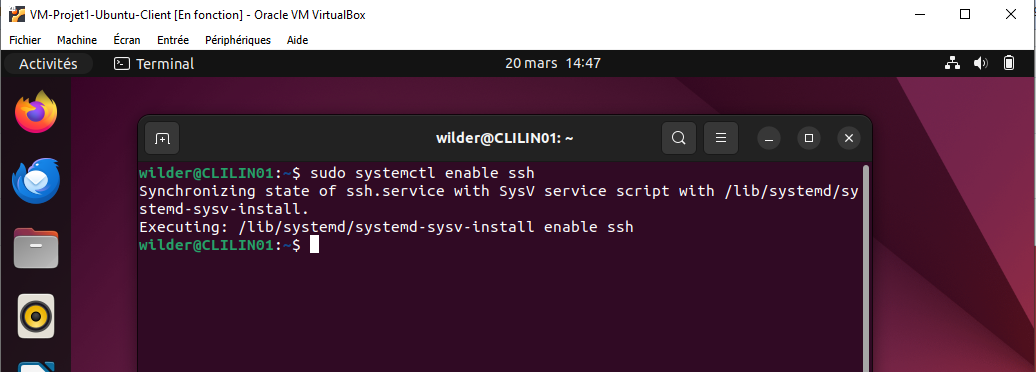 VM-Projet1-Ubuntu-Client [En fonction] - Oracle VM VirtualBox
Fichier Machine Écran Entrée Périphériques Aide
Activités Terminal 20 mars 14:47
wilder@CLILIN01: ~
wilder@CLILIN01:~$ sudo systemctl enable ssh
Synchronizing state of ssh.service with SysV service script with /lib/systemd/sy
stemd-sysv-install.
Executing: /lib/systemd/systemd-sysv-install enable ssh
wilder@CLILIN01:~$